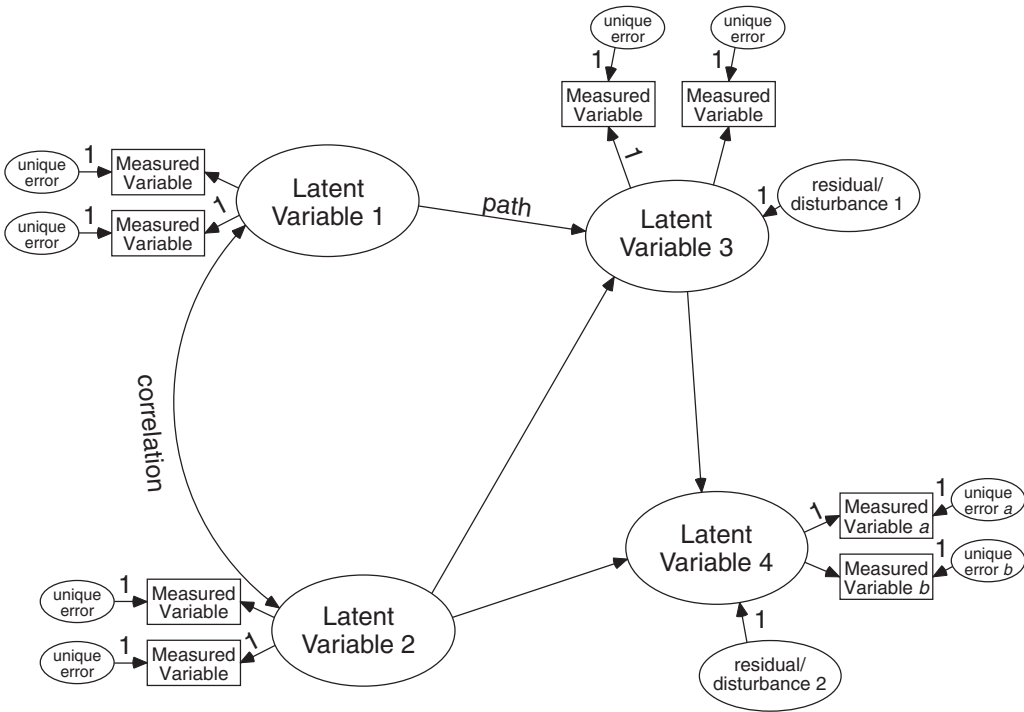 unique
error
unique
error
1
1
Measured
Variable
Measured
Variable
1
residual/
disturbance 1
1
Latent
Variable 3
unique
error
1
Measured
Variable
unique
error
1
Measured
Variable
1
Latent
Variable 1
path
correlation
Latent
Variable 4
1
Measured
Variable a
1
unique
error a
Measured
Variable b
1
unique
error b
1
residual/
disturbance 2
unique
error
1
Measured
Variable
unique
error
1
Measured
Variable
1
Latent
Variable 2